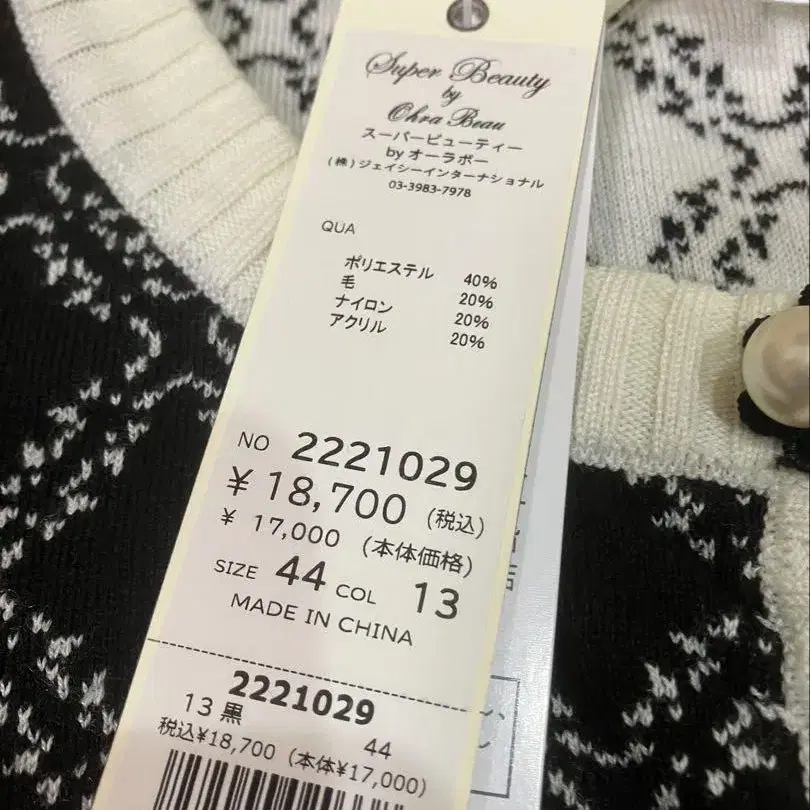 Super Beauty
by
Ohra Beau
スーパービューティー
by オーラボー
(株)ジェイシーインターナショナル
03-3983-7978
QUA
ポリエステル 40%
毛 20%
ナイロン 20%
アクリル 20%
NO 2221029
¥18,700 (税込)
¥ 17,000 (本体価格)
SIZE 44 COL 13
MADE IN CHINA
2221029
13 黒 44
税込¥18,700 (本体¥17,000)